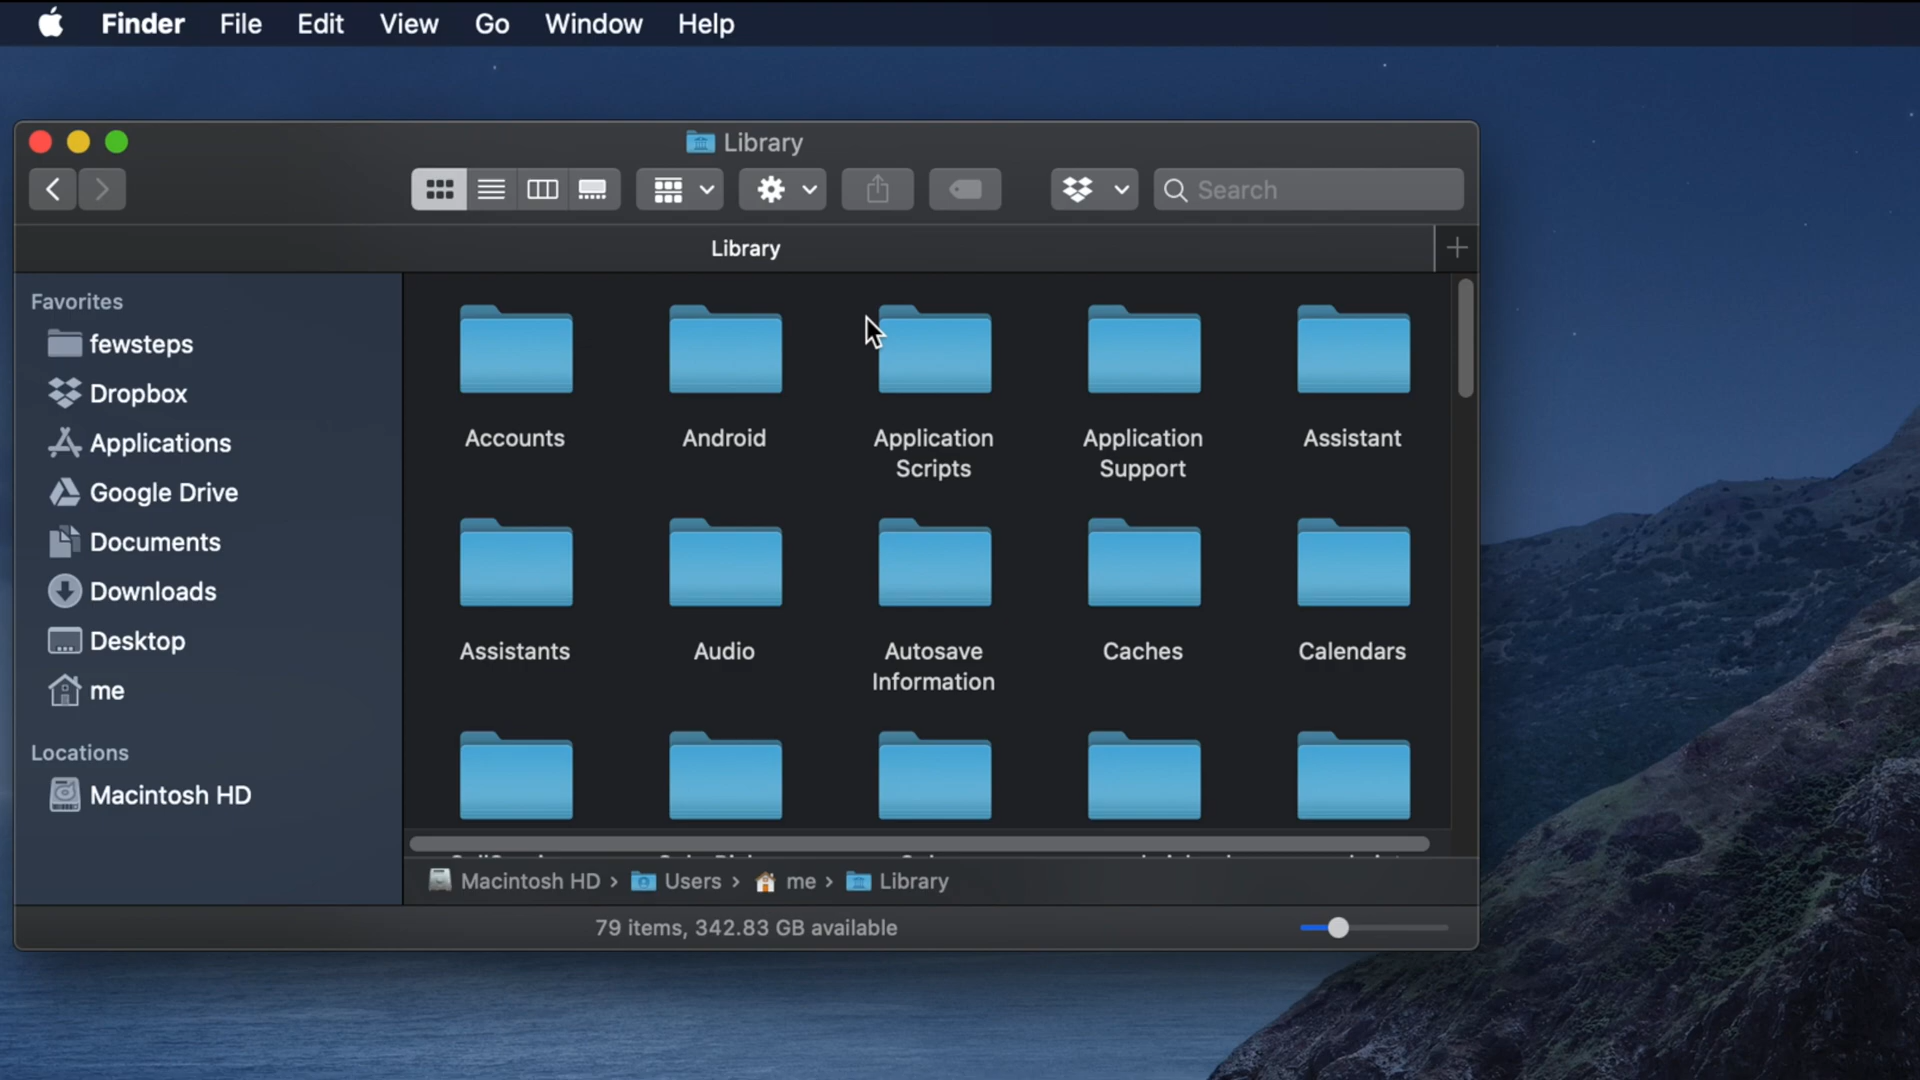 Finder File Edit View Go Window Help
Library
Search
Library
Favorites
fewsteps
Dropbox
Applications
Google Drive
Documents
Downloads
Desktop
me
Locations
Macintosh HD
Accounts
Android
Application
Scripts
Application
Support
Assistant
Assistants
Audio
Autosave
Information
Caches
Calendars
Macintosh HD › Users › me › Library
79 items, 342.83 GB available